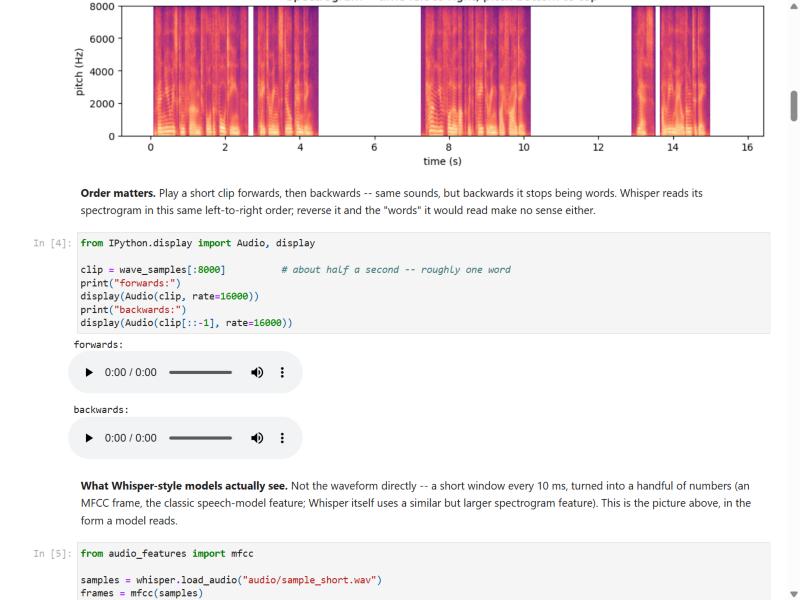 8000
6000
4000
2000
0
pitch (Hz)
0 2 4 6 8 10 12 14 16
time (s)
Order matters. Play a short clip forwards, then backwards -- same sounds, but backwards it stops being words. Whisper reads its
spectrogram in this same left-to-right order; reverse it and the "words" it would read make no sense either.
In [4]: from IPython.display import Audio, display
clip = wave_samples[:8000] # about half a second -- roughly one word
print("forwards:")
display(Audio(clip, rate=16000))
print("backwards:")
display(Audio(clip[::-1], rate=16000))
forwards:
0:00 / 0:00
backwards:
0:00 / 0:00
What Whisper-style models actually see. Not the waveform directly -- a short window every 10 ms, turned into a handful of numbers (an
MFCC frame, the classic speech-model feature; Whisper itself uses a similar but larger spectrogram feature). This is the picture above, in the
form a model reads.
In [5]: from audio_features import mfcc
samples = whisper.load_audio("audio/sample_short.wav")
frames = mfcc(samples)